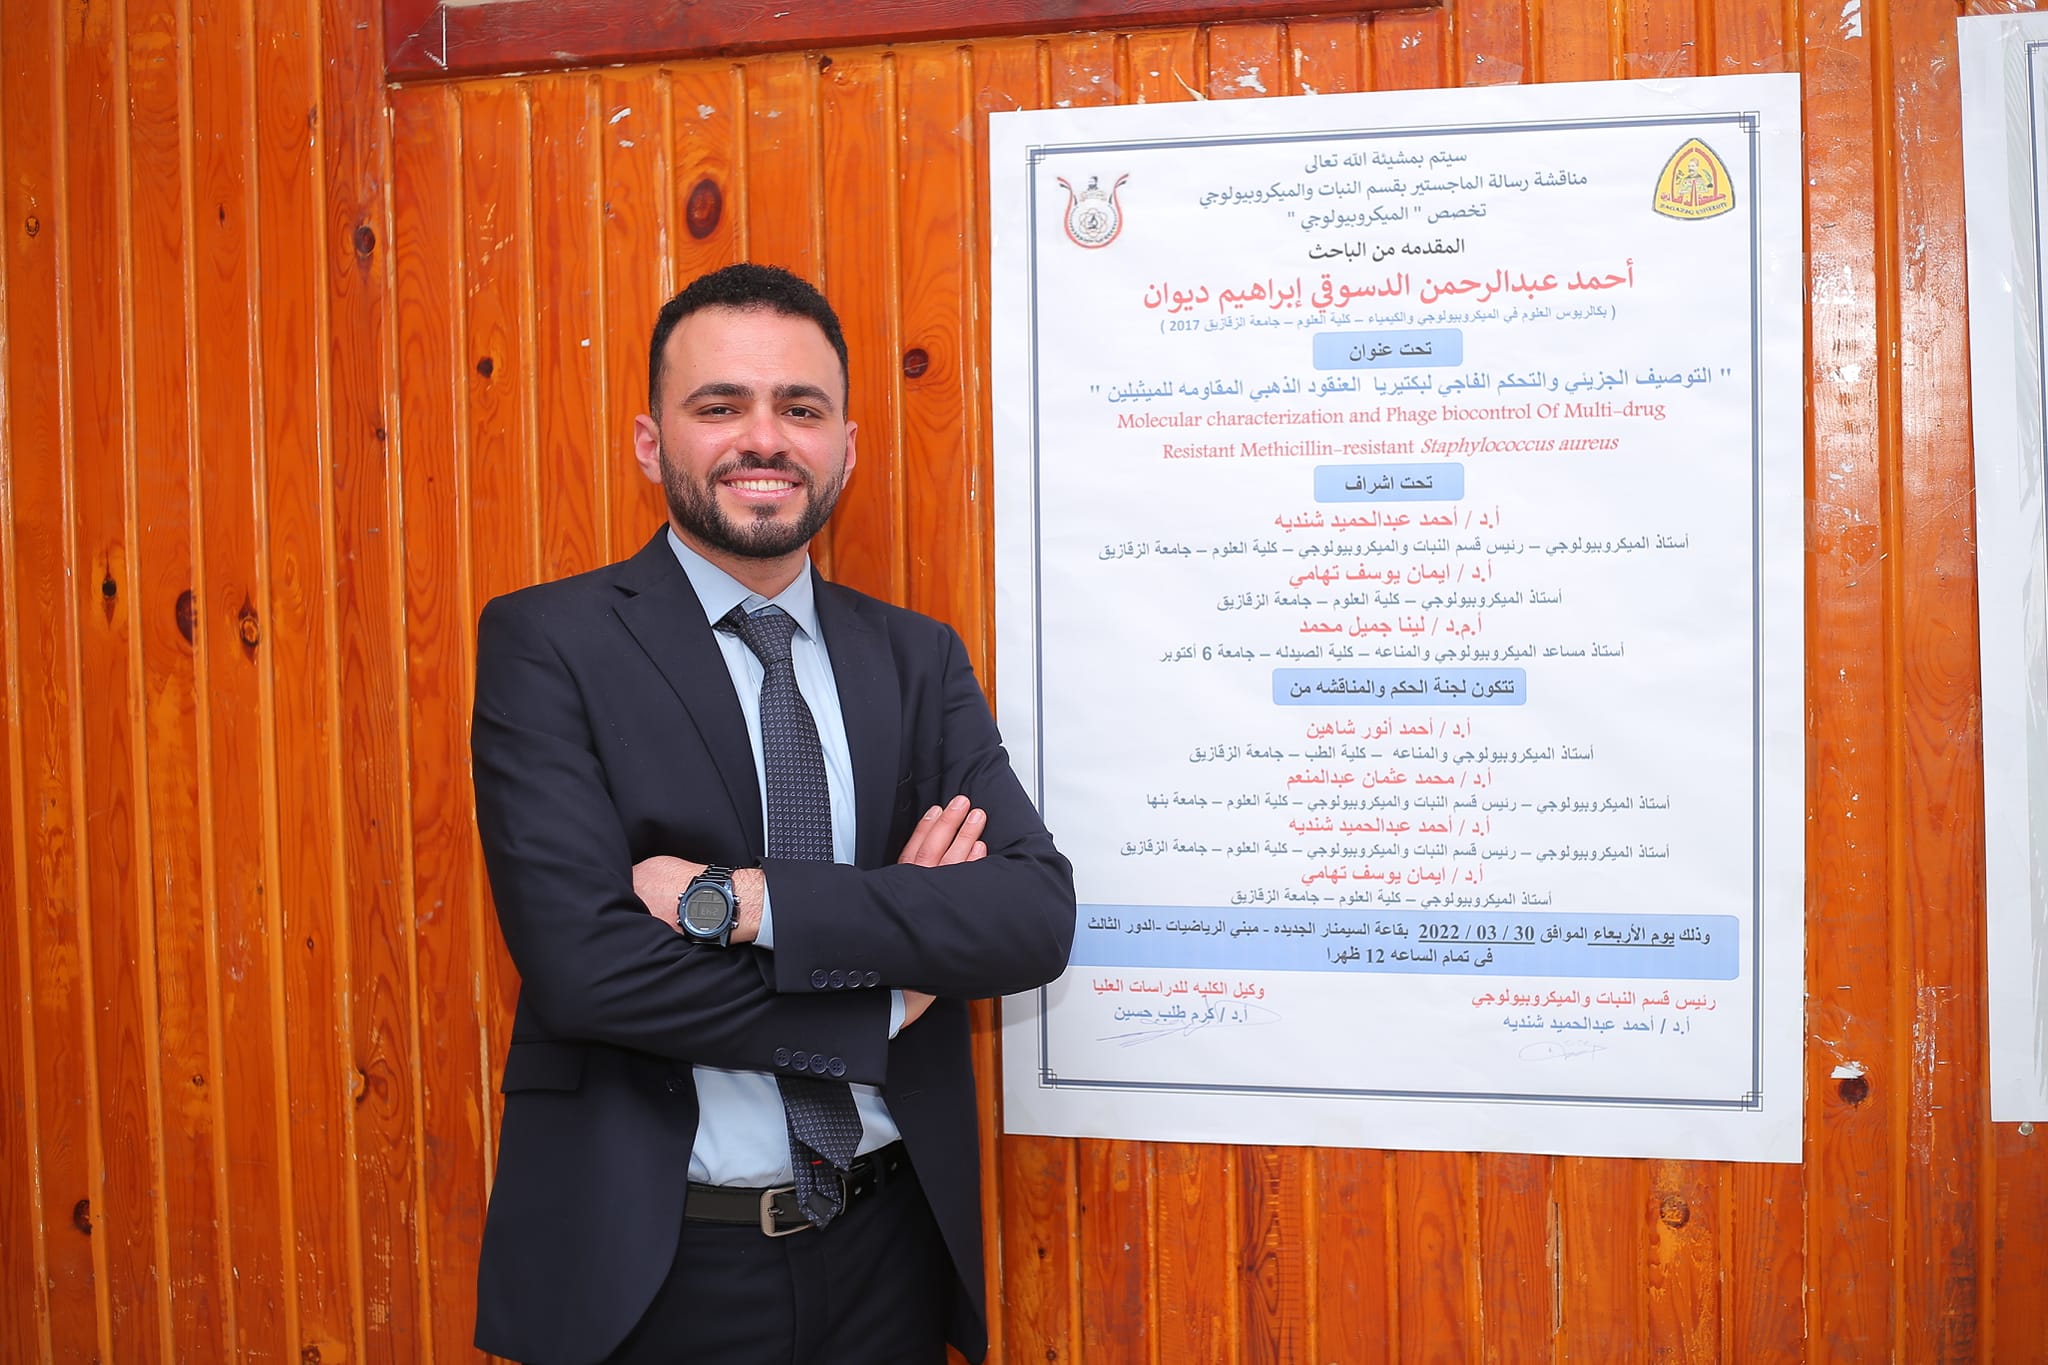 سيتم بمشيئة الله تعالى
مناقشة رسالة الماجستير بقسم النبات والميكروبيولوجي
تخصص " الميكروبيولوجي "
المقدمه من الباحث
أحمد عبدالرحمن الدسوقي إبراهيم ديوان
( بكالريوس العلوم في الميكروبيولوجي والكيمياء – كلية العلوم – جامعة الزقازيق 2017 )
تحت عنوان
" التوصيف الجزيئي والتحكم الفاجي لبكتيريا العنقود الذهبي المقاومه للميثيلين "
Molecular characterization and Phage biocontrol Of Multi-drug
Resistant Methicillin-resistant Staphylococcus aureus
تحت اشراف
أ.د / أحمد عبدالحميد شنديه
أستاذ الميكروبيولوجي – رئيس قسم النبات والميكروبيولوجي – كلية العلوم – جامعة الزقازيق
أ.د / ايمان يوسف تهامي
أستاذ الميكروبيولوجي – كلية العلوم – جامعة الزقازيق
أ.م.د / لينا جميل محمد
أستاذ مساعد الميكروبيولوجي والمناعه – كلية الصيدله – جامعة 6 أكتوبر
تتكون لجنة الحكم والمناقشه من
أ.د / أحمد أنور شاهين
أستاذ الميكروبيولوجي والمناعه – كلية الطب – جامعة الزقازيق
أ.د / محمد عثمان عبدالمنعم
أستاذ الميكروبيولوجي – رئيس قسم النبات والميكروبيولوجي – كلية العلوم – جامعة بنها
أ.د / أحمد عبدالحميد شنديه
أستاذ الميكروبيولوجي – رئيس قسم النبات والميكروبيولوجي – كلية العلوم – جامعة الزقازيق
أ.د / ايمان يوسف تهامي
أستاذ الميكروبيولوجي – كلية العلوم – جامعة الزقازيق
وذلك يوم الأربعاء الموافق 30 / 03 / 2022 بقاعة السيمنار الجديده - مبني الرياضيات -الدور الثالث
في تمام الساعه 12 ظهرا
رئيس قسم النبات والميكروبيولوجي
أ.د / أحمد عبدالحميد شنديه
وكيل الكليه للدراسات العليا
أ.د / كرم طلب حسين
ZAGAZIG UNIVERSITY